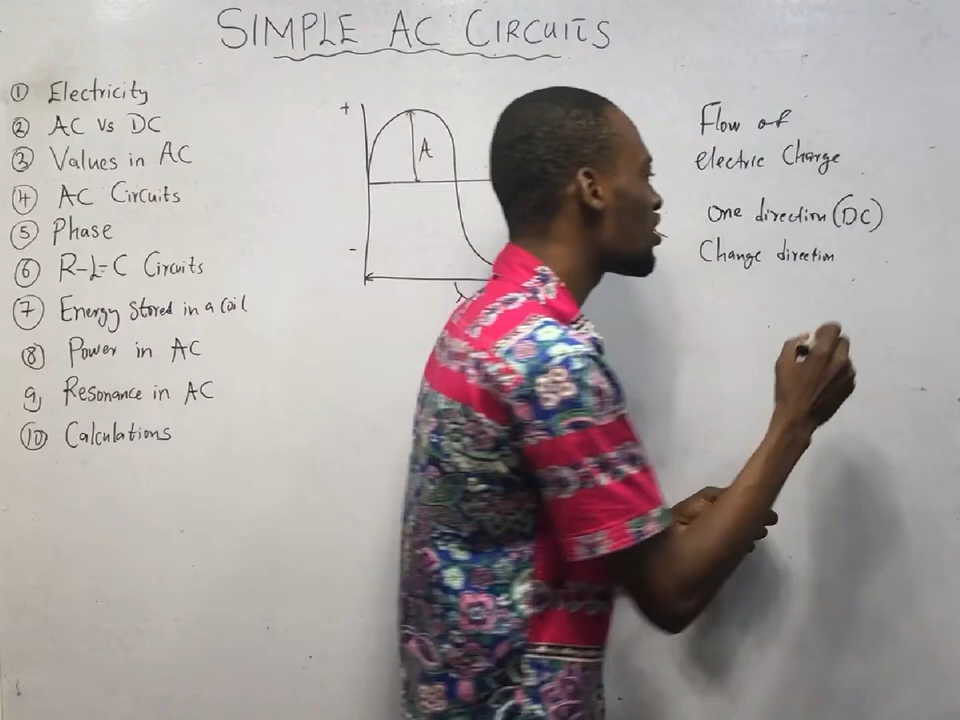 SIMPLE AC CIRCUITS
① Electricity
② AC Vs DC
③ Values in AC
④ AC Circuits
⑤ Phase
⑥ R-L-C Circuits
⑦ Energy Stored in a Coil
⑧ Power in AC
9 Resonance in AC
⑩ Calculations
+
A
-
Flow of
electric Charge
One direction (DC)
Change direction